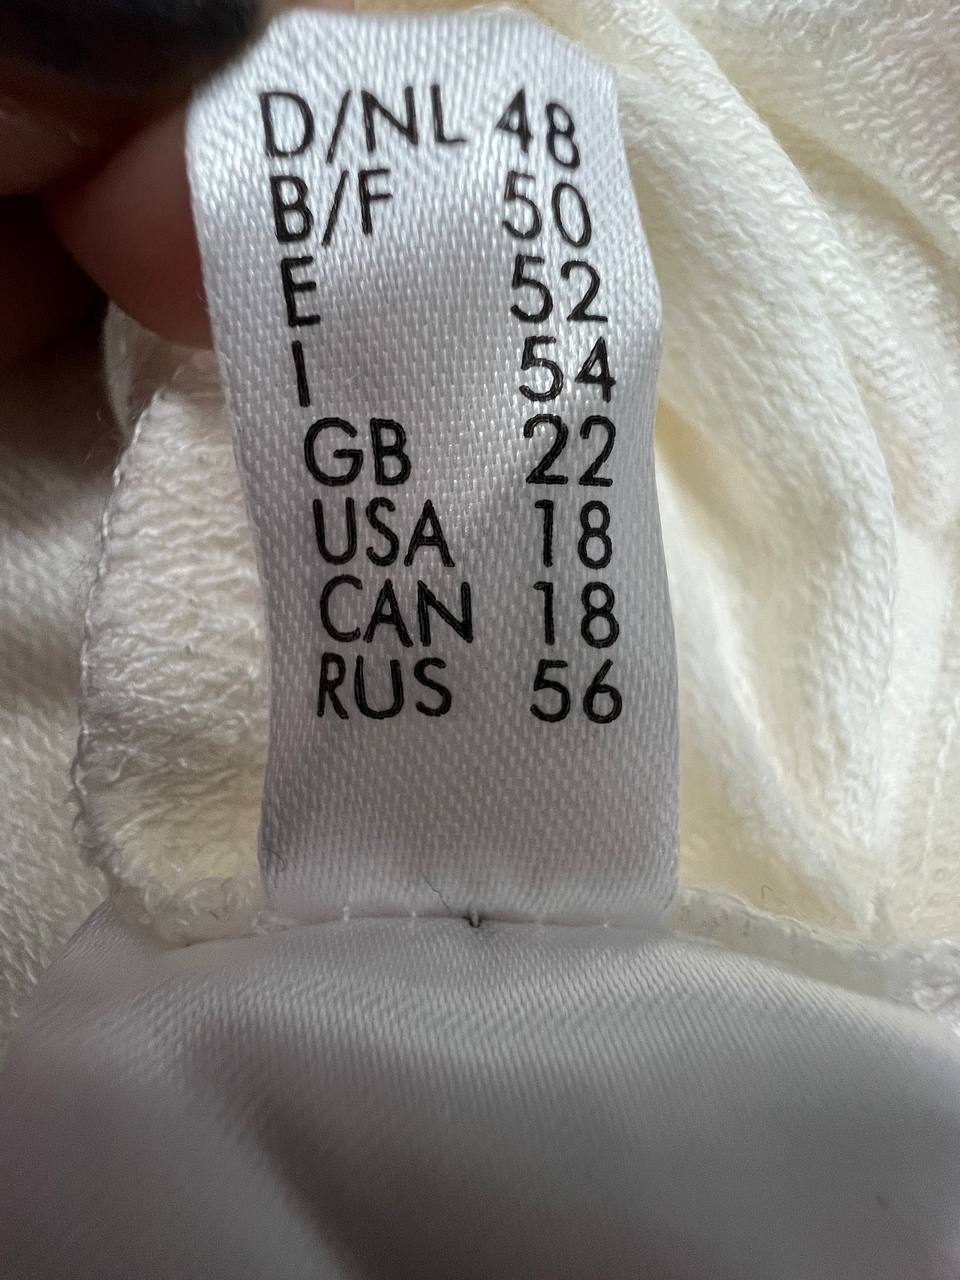 D/NL 48
B/F 50
E 52
I 54
GB 22
USA 18
CAN 18
RUS 56